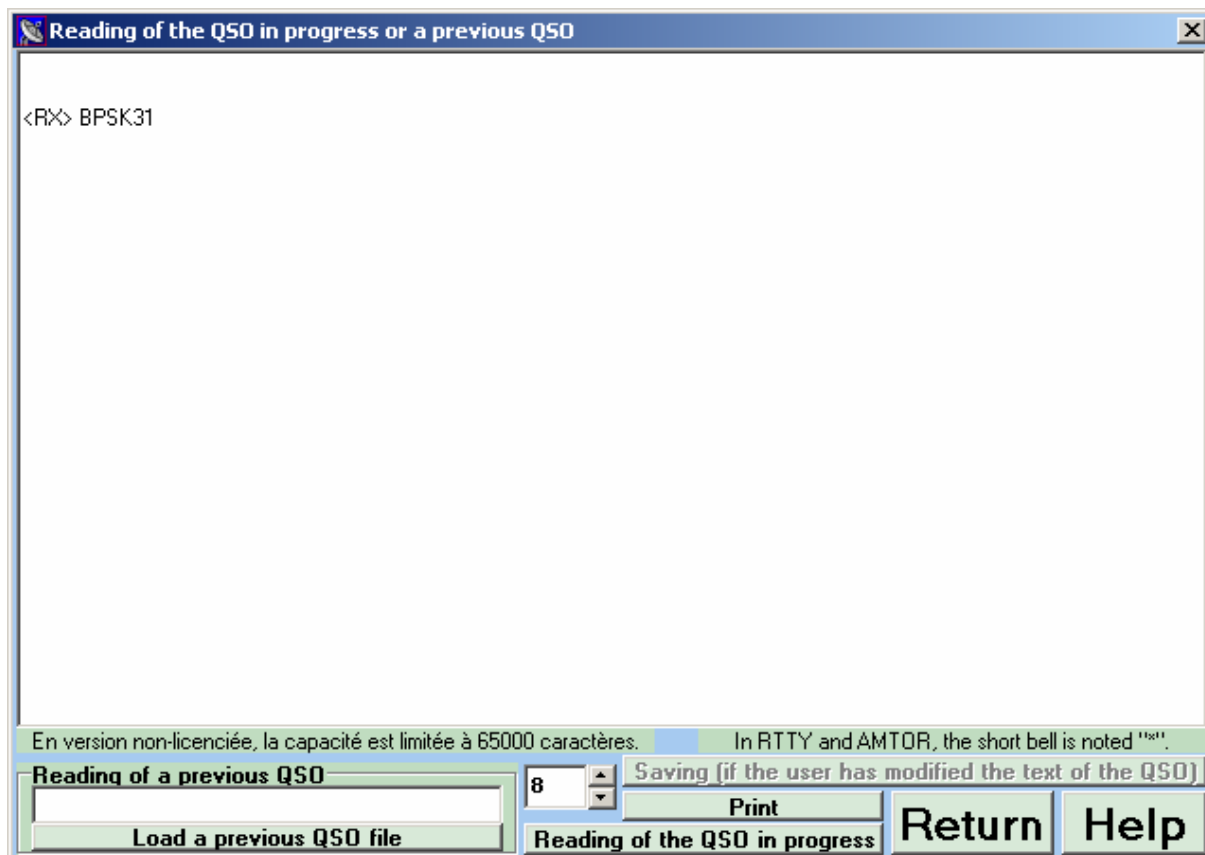 Reading of the QSO in progress or a previous QSO
<RX> BPSK31
En version non-licenciée, la capacité est limitée à 65000 caractères.
In RTTY and AMTOR, the short bell is noted "*".
Reading of a previous QSO
Load a previous QSO file
8
Saving (if the user has modified the text of the QSO)
Print
Reading of the QSO in progress
Return
Help